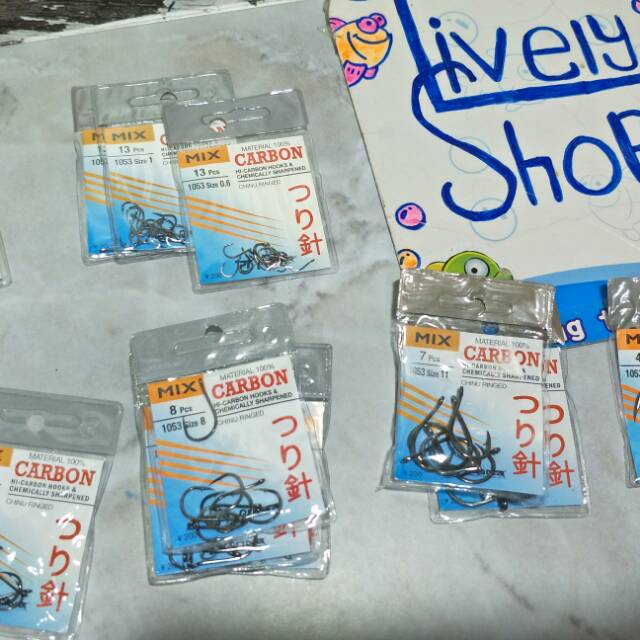 Lively
Shop
MIX
13 Pcs
1053 Size 1
MIX
13 Pcs
1053 Size 0.6
MATERIAL 100%
CARBON
HI-CARBON HOOKS &
CHEMICALLY SHARPENED
CHINU RINGED
つり針
MIX
8 Pcs
1053 Size 8
MATERIAL 100%
CARBON
HI-CARBON HOOKS &
CHEMICALLY SHARPENED
CHINU RINGED
つり針
MIX
7 Pcs
1053 Size 11
MATERIAL 100%
CARBON
HI-CARBON HOOKS &
CHEMICALLY SHARPENED
CHINU RINGED
つり針
MATERIAL 100%
CARBON
HI-CARBON HOOKS &
CHEMICALLY SHARPENED
CHINU RINGED
つり針
MIX